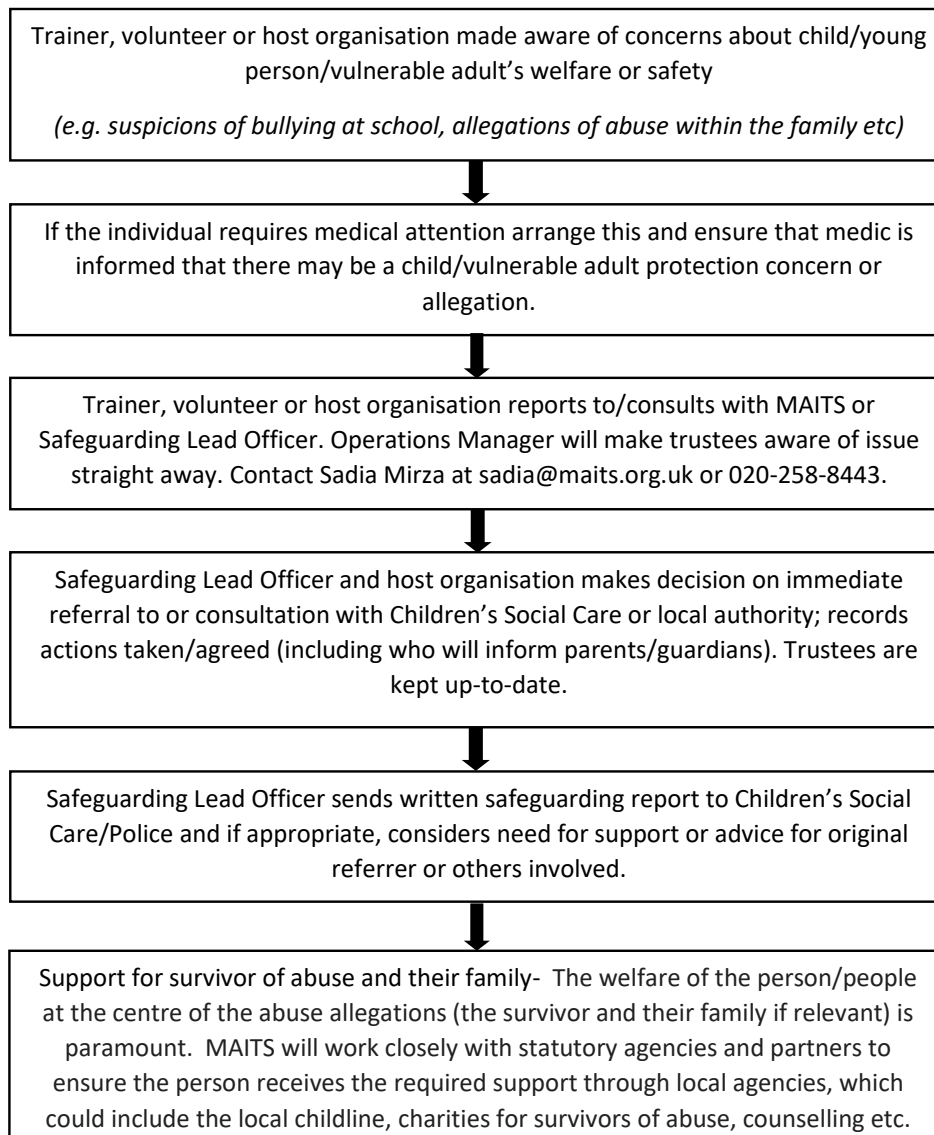 Trainer, volunteer or host organisation made aware of concerns about child/young
person/vulnerable adult’s welfare or safety
(e.g. suspicions of bullying at school, allegations of abuse within the family etc)
If the individual requires medical attention arrange this and ensure that medic is
informed that there may be a child/vulnerable adult protection concern or
allegation.
Trainer, volunteer or host organisation reports to/consults with MAITS or
Safeguarding Lead Officer. Operations Manager will make trustees aware of issue
straight away. Contact Sadia Mirza at sadia@maits.org.uk or 020-258-8443.
Safeguarding Lead Officer and host organisation makes decision on immediate
referral to or consultation with Children’s Social Care or local authority; records
actions taken/agreed (including who will inform parents/guardians). Trustees are
kept up-to-date.
Safeguarding Lead Officer sends written safeguarding report to Children’s Social
Care/Police and if appropriate, considers need for support or advice for original
referrer or others involved.
Support for survivor of abuse and their family- The welfare of the person/people
at the centre of the abuse allegations (the survivor and their family if relevant) is
paramount. MAITS will work closely with statutory agencies and partners to
ensure the person receives the required support through local agencies, which
could include the local childline, charities for survivors of abuse, counselling etc.